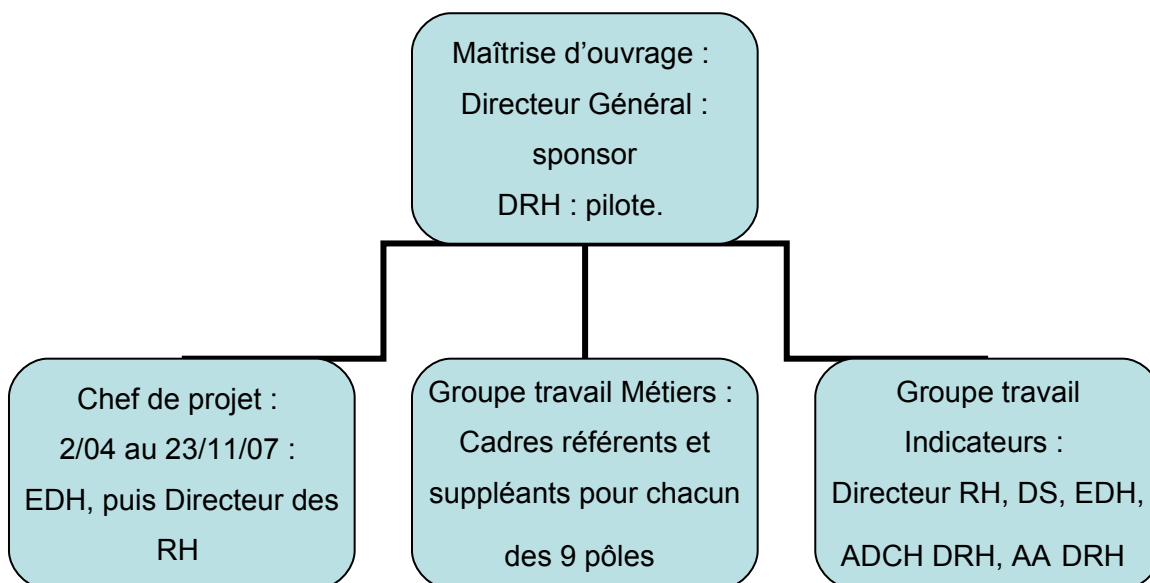 Maîtrise d’ouvrage :
Directeur Général :
sponsor
DRH : pilote.
Chef de projet :
2/04 au 23/11/07 :
EDH, puis Directeur des
RH
Groupe travail Métiers :
Cadres référents et
suppléants pour chacun
des 9 pôles
Groupe travail
Indicateurs :
Directeur RH, DS, EDH,
ADCH DRH, AA DRH